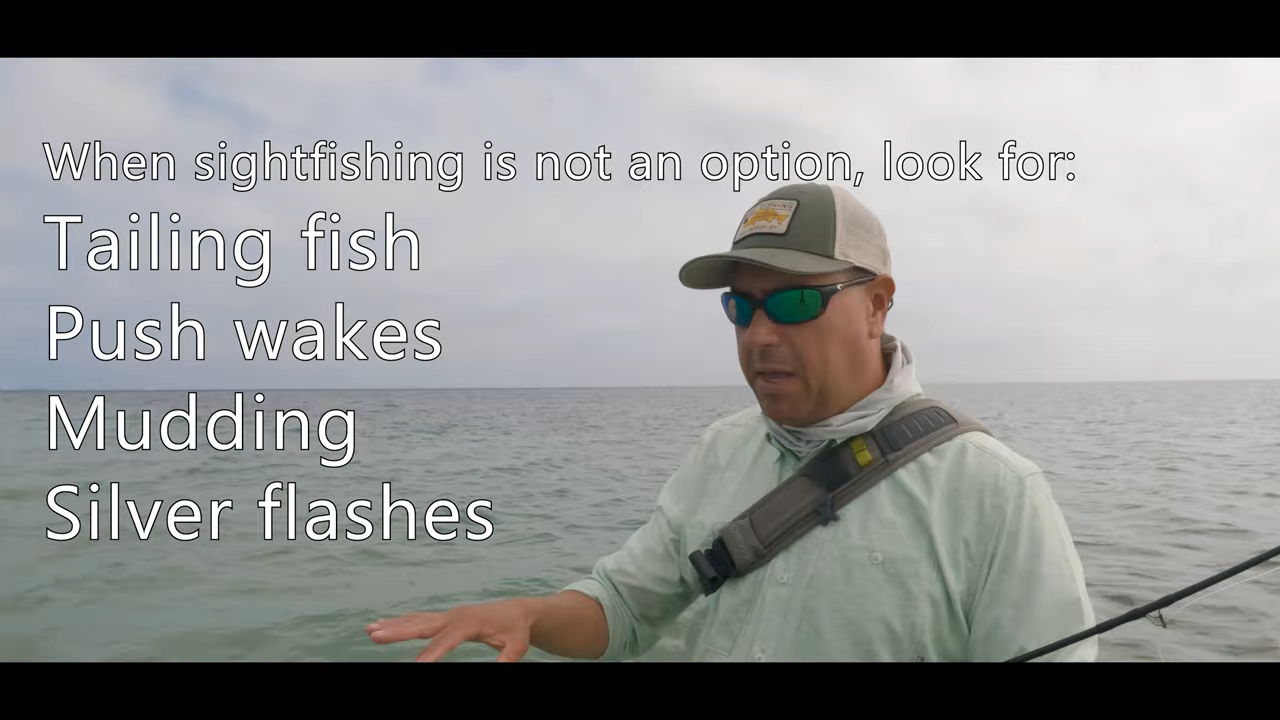 When sightfishing is not an option, look for:
Tailing fish
Push wakes
Mudding
Silver flashes